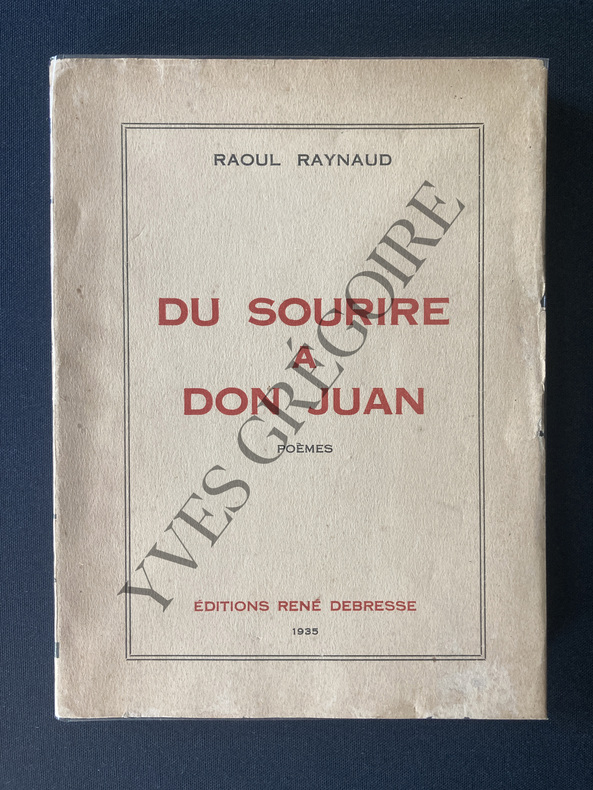 RAOUL RAYNAUD
DU SOURIRE
A
DON JUAN
POÈMES
ÉDITIONS RENÉ DEBRESSE
1935
YVES GRÉGOIRE